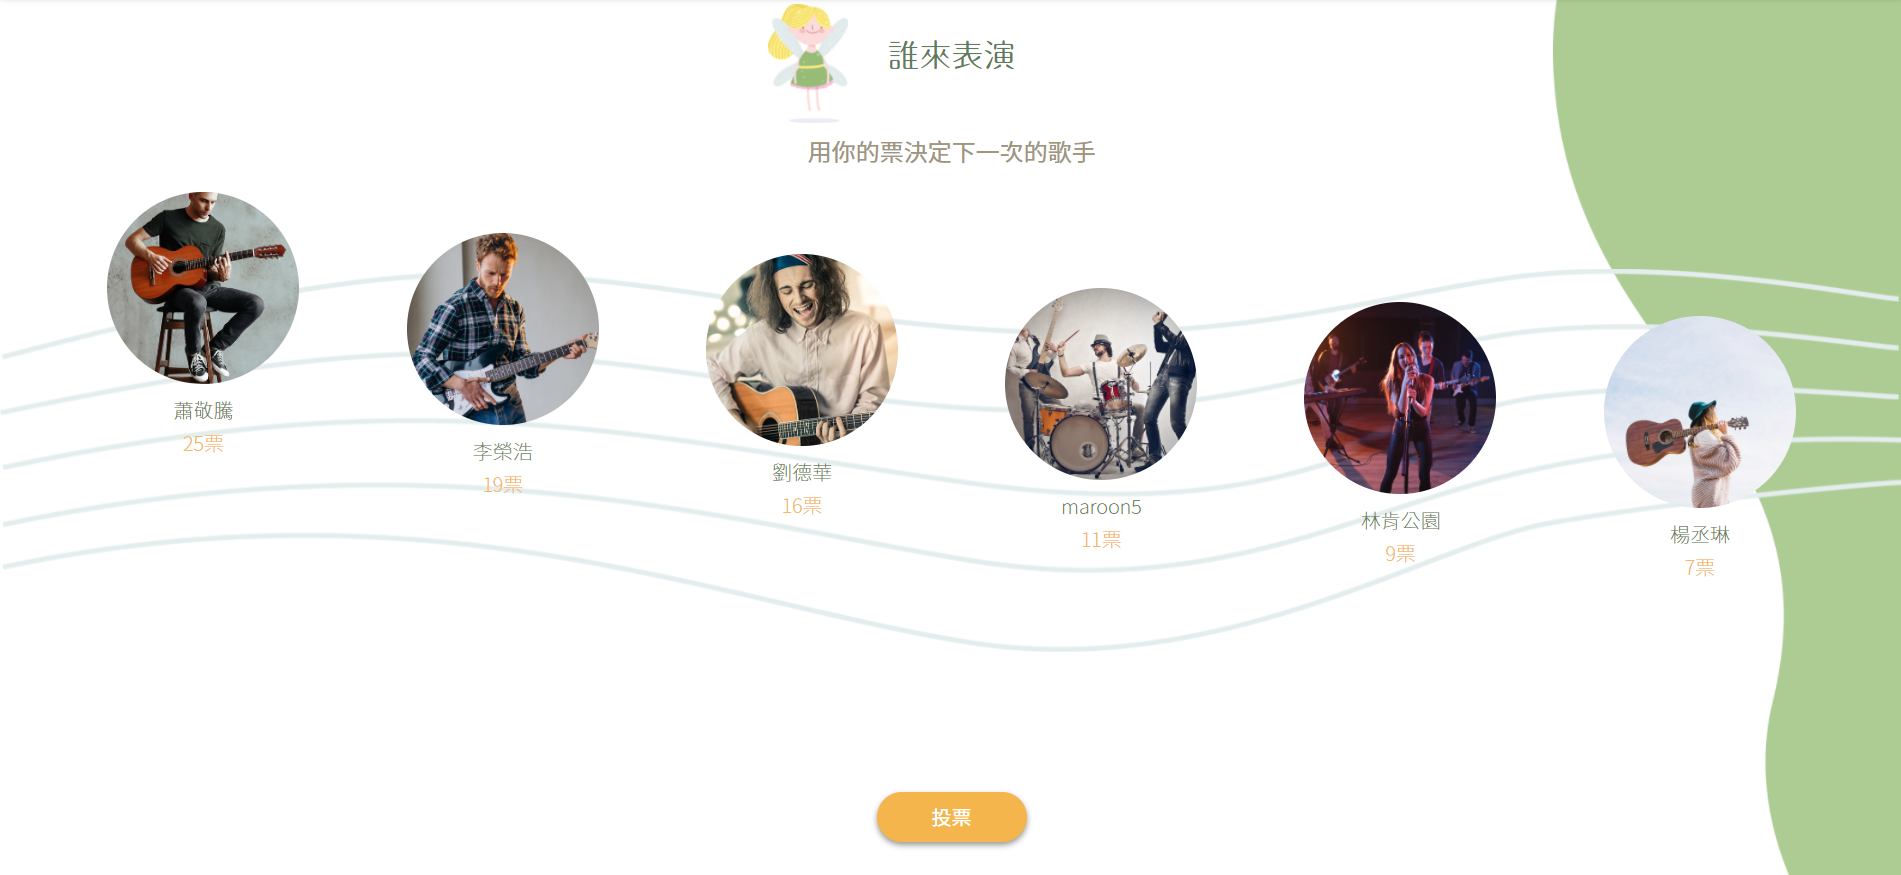 誰來表演
用你的票決定下一次的歌手
蕭敬騰
25票
李榮浩
19票
劉德華
16票
maroon5
11票
林肯公園
9票
楊丞琳
7票
投票